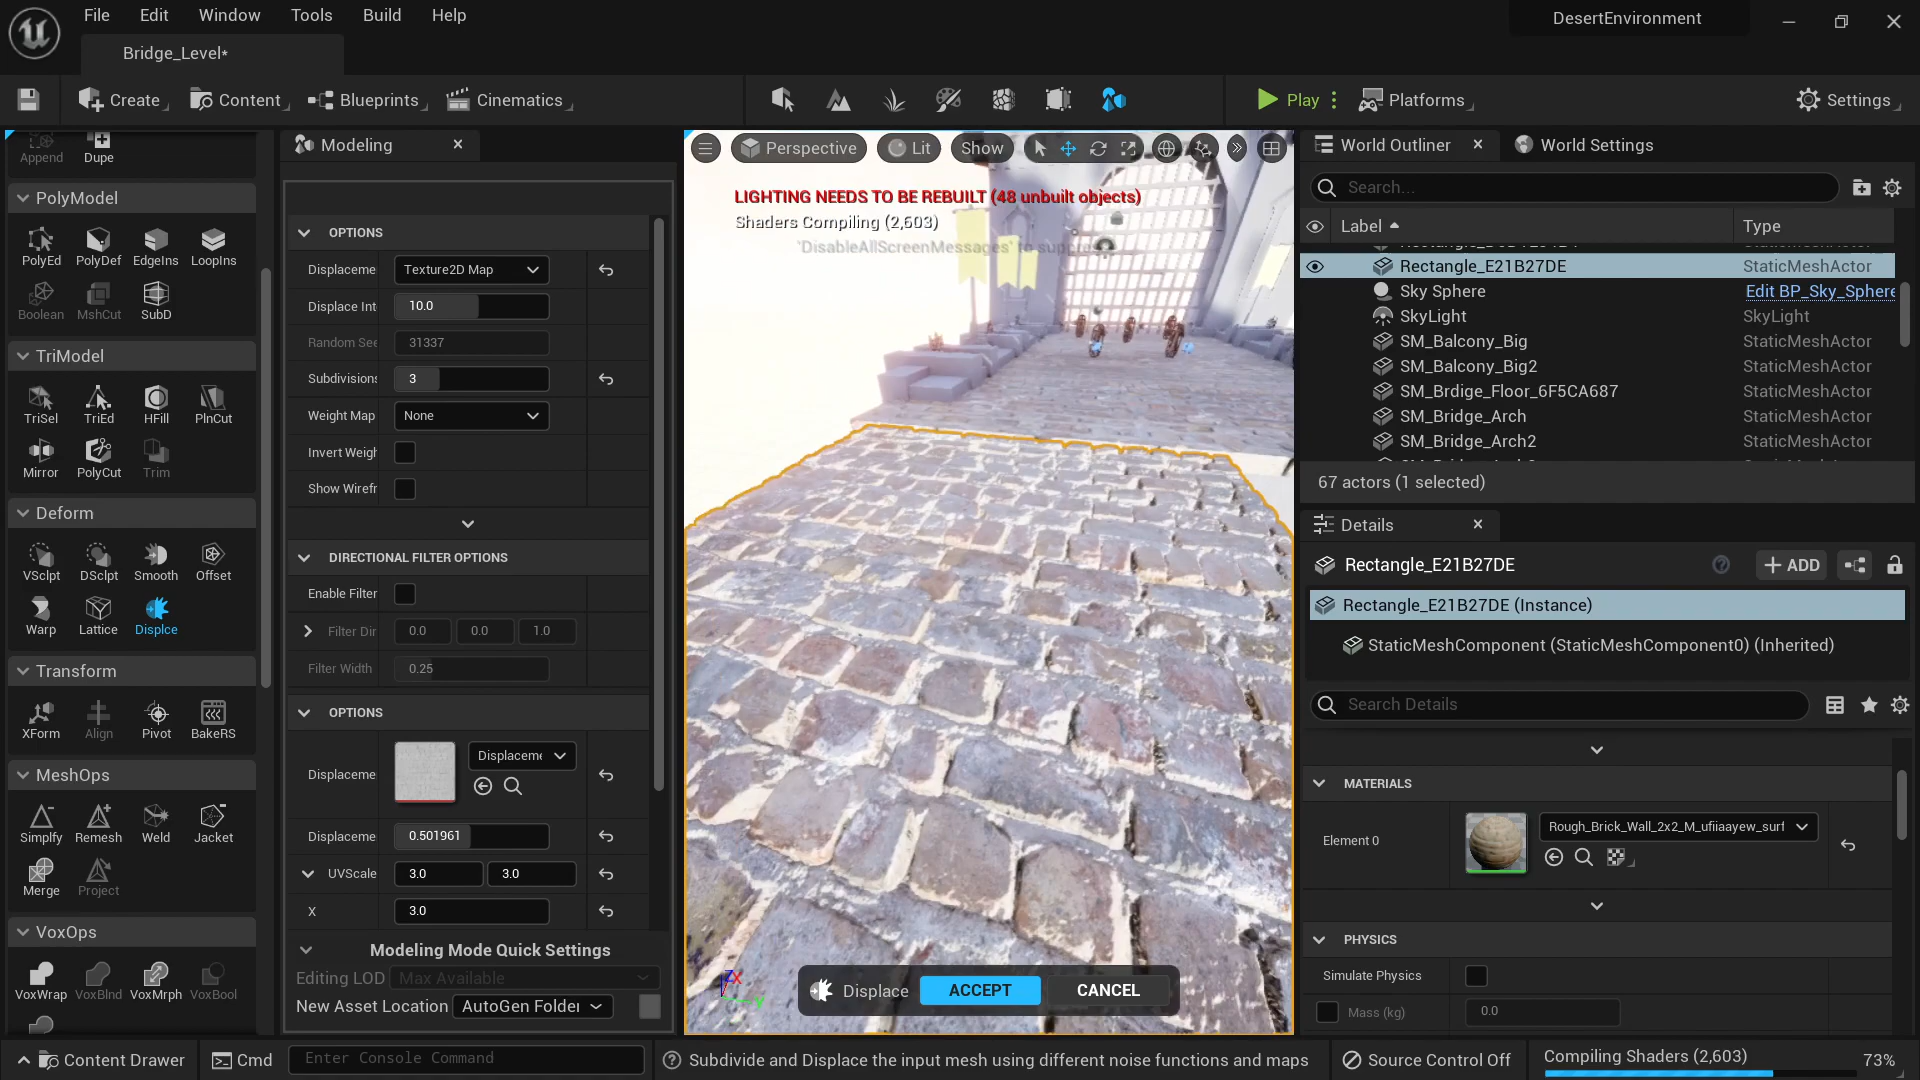 File
Edit
Window
Tools
Build
Help
DesertEnvironment
Bridge_Level*
Create
Content
Blueprints
Cinematics
Play
Platforms
Settings
Append
Dupe
PolyModel
PolyEd
PolyDef
EdgeIns
LoopIns
Boolean
MshCut
SubD
TriModel
TriSel
TriEd
HFill
PlnCut
Mirror
PolyCut
Trim
Deform
VSclpt
DSclpt
Smooth
Offset
Warp
Lattice
Displce
Transform
XForm
Align
Pivot
BakeRS
MeshOps
Simplfy
Remesh
Weld
Jacket
Merge
Project
VoxOps
VoxWrap
VoxBlnd
VoxMrph
VoxBool
Modeling
OPTIONS
Displaceme
Texture2D Map
Displace Int
10.0
Random See
31337
Subdivisions
3
Weight Map
None
Invert Weigh
Show Wirefr
DIRECTIONAL FILTER OPTIONS
Enable Filter
Filter Dir
0.0
0.0
1.0
Filter Width
0.25
OPTIONS
Displaceme
Displaceme
Displaceme
0.501961
UVScale
3.0
3.0
X
3.0
Modeling Mode Quick Settings
Editing LOD
Max Available
New Asset Location
AutoGen Folder
Perspective
Lit
Show
LIGHTING NEEDS TO BE REBUILT (48 unbuilt objects)
Shaders Compiling (2,603)
'DisableAllScreenMessages' to suppress
Displace
ACCEPT
CANCEL
World Outliner
World Settings
Search...
Label
Type
Rectangle_E21B27DE
StaticMeshActor
Sky Sphere
Edit BP_Sky_Sphere
SkyLight
SkyLight
SM_Balcony_Big
StaticMeshActor
SM_Balcony_Big2
StaticMeshActor
SM_Brdige_Floor_6F5CA687
StaticMeshActor
SM_Bridge_Arch
StaticMeshActor
SM_Bridge_Arch2
StaticMeshActor
67 actors (1 selected)
Details
Rectangle_E21B27DE
ADD
Rectangle_E21B27DE (Instance)
StaticMeshComponent (StaticMeshComponent0) (Inherited)
Search Details
MATERIALS
Element 0
Rough_Brick_Wall_2x2_M_ufiiaayew_surf
PHYSICS
Simulate Physics
Mass (kg)
0.0
Content Drawer
Cmd
Enter Console Command
Subdivide and Displace the input mesh using different noise functions and maps
Source Control Off
Compiling Shaders (2,603)
73%